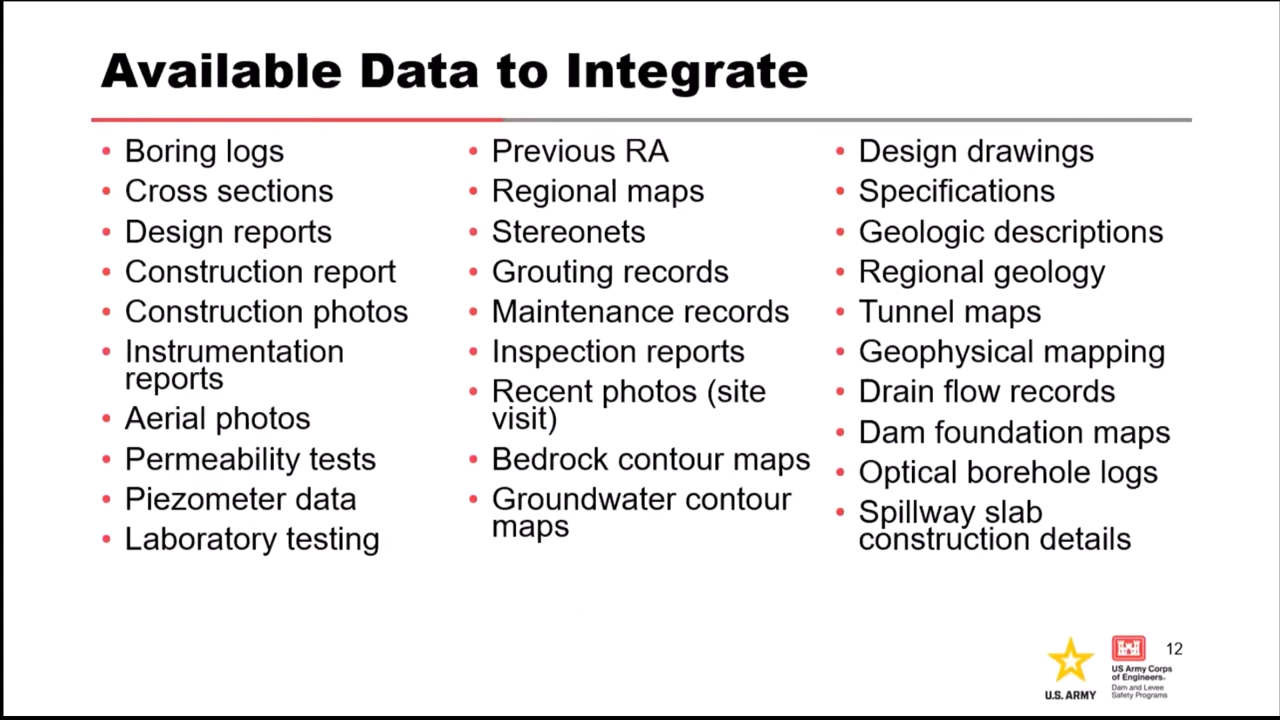 Available Data to Integrate
• Boring logs
• Cross sections
• Design reports
• Construction report
• Construction photos
• Instrumentation
reports
• Aerial photos
• Permeability tests
• Piezometer data
• Laboratory testing
• Previous RA
• Regional maps
• Stereonets
• Grouting records
• Maintenance records
• Inspection reports
• Recent photos (site
visit)
• Bedrock contour maps
• Groundwater contour
maps
• Design drawings
• Specifications
• Geologic descriptions
• Regional geology
• Tunnel maps
• Geophysical mapping
• Drain flow records
• Dam foundation maps
• Optical borehole logs
• Spillway slab
construction details
U.S. ARMY
US Army Corps
of Engineers.
Dam and Levee
Safety Programs
12